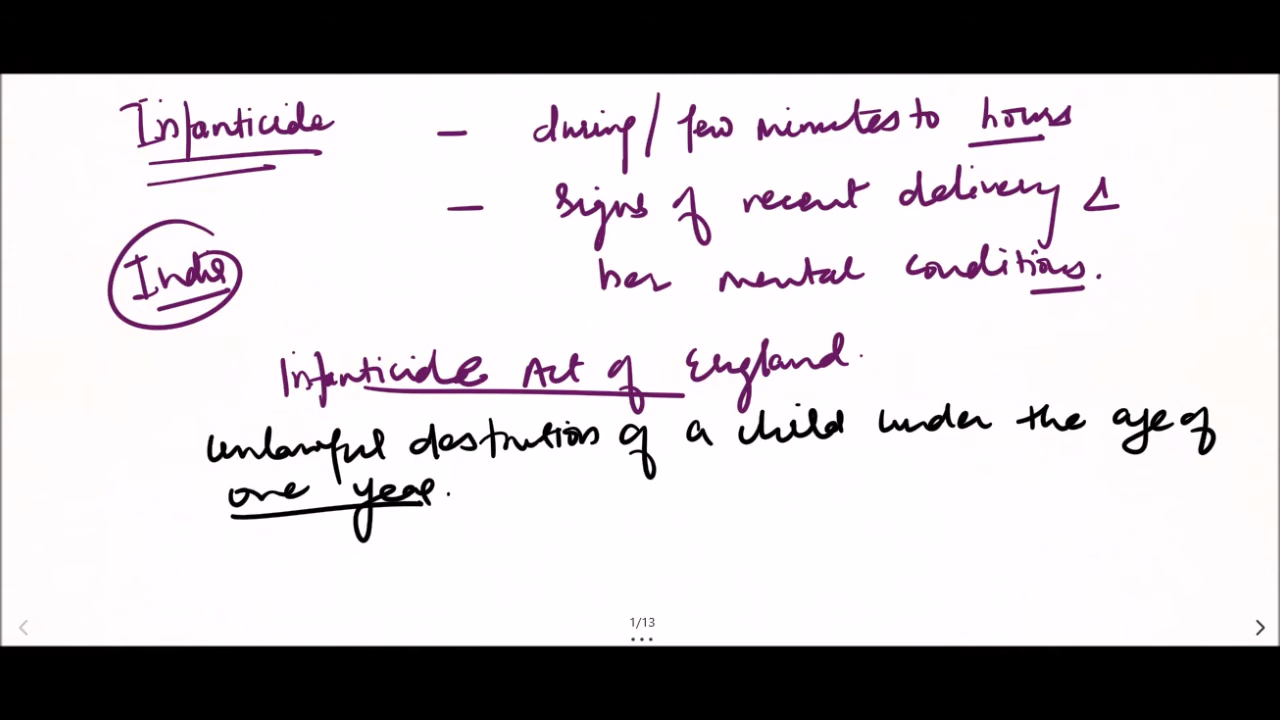 Infanticide - during/few minutes to hours
- Signs of recent delivery &
her mental conditions.
India
Infanticide Act of England.
Unlawful destruction of a child under the age of
one year.
1/13